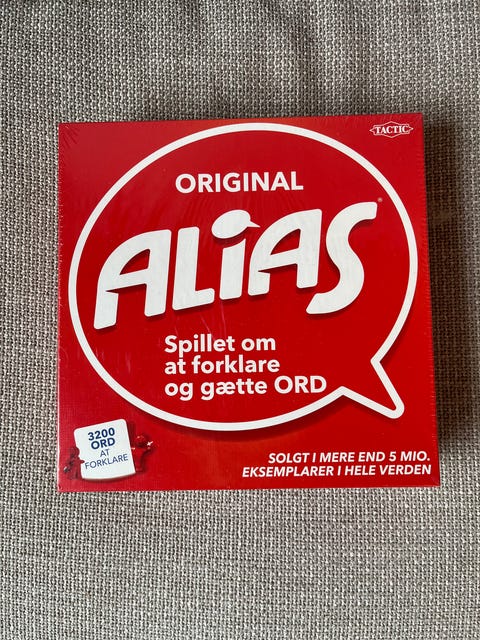 TACTIC
ORIGINAL
ALiAS®
Spillet om
at forklare
og gætte ORD
3200
ORD
AT
FORKLARE
SOLGT I MERE END 5 MIO.
EKSEMPLARER I HELE VERDEN